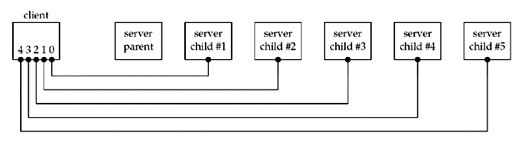 client
4 3 2 1 0
server
parent
server
child #1
server
child #2
server
child #3
server
child #4
server
child #5